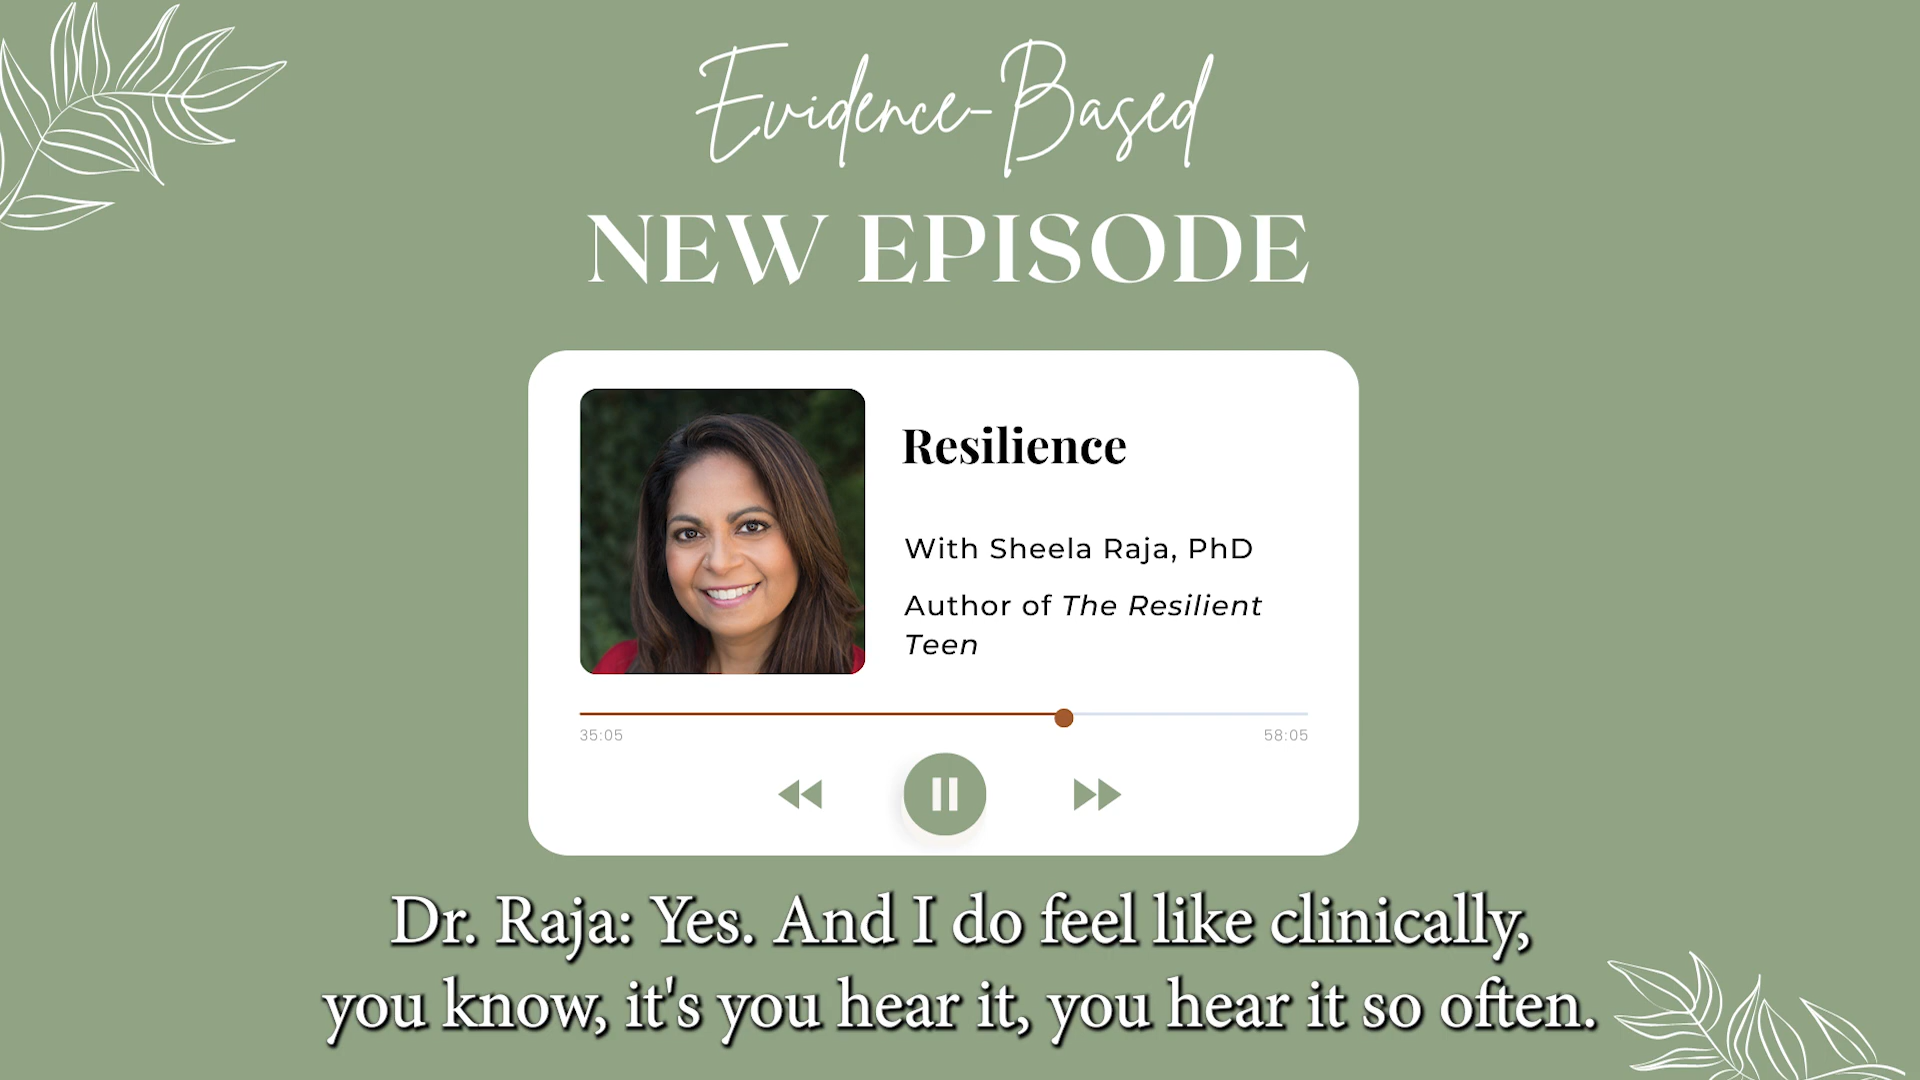 Evidence-Based
NEW EPISODE
Resilience
With Sheela Raja, PhD
Author of The Resilient
Teen
35:05
58:05
Dr. Raja: Yes. And I do feel like clinically,
you know, it's you hear it, you hear it so often.